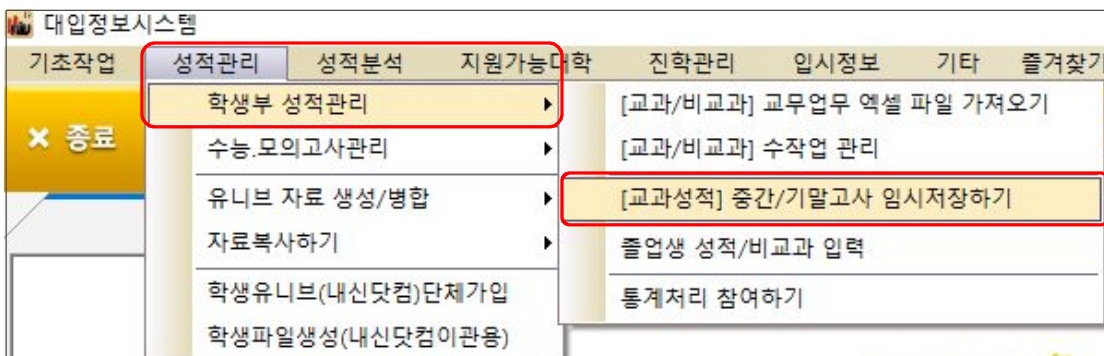 대입정보시스템
기초작업 성적관리 성적분석 지원가능대학 진학관리 입시정보 기타 즐겨찾기
× 종료
학생부 성적관리
수능.모의고사관리
유니브 자료 생성/병합
자료복사하기
학생유니브(내신닷컴)단체가입
학생파일생성(내신닷컴이관용)
[교과/비교과] 교무업무 엑셀 파일 가져오기
[교과/비교과] 수작업 관리
[교과성적] 중간/기말고사 임시저장하기
졸업생 성적/비교과 입력
통계처리 참여하기